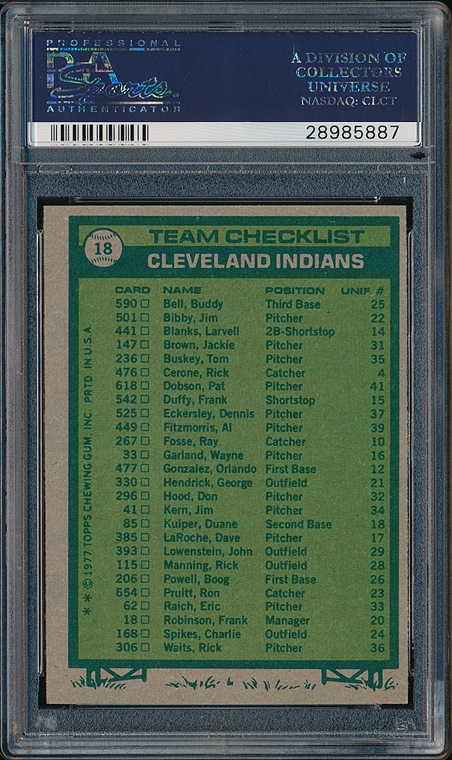 PROFESSIONAL
PSA
Sports
AUTHENTICATOR
A DIVISION OF
COLLECTORS
UNIVERSE
NASDAQ: CLCT
28985887
18
TEAM CHECKLIST
CLEVELAND INDIANS
CARD NAME POSITION UNIF. #
590 □ Bell, Buddy Third Base 25
501 □ Bibby, Jim Pitcher 22
441 □ Blanks, Larvell 2B-Shortstop 14
147 □ Brown, Jackie Pitcher 31
236 □ Buskey, Tom Pitcher 35
476 □ Cerone, Rick Catcher 4
618 □ Dobson, Pat Pitcher 41
542 □ Duffy, Frank Shortstop 15
525 □ Eckersley, Dennis Pitcher 37
449 □ Fitzmorris, Al Pitcher 39
267 □ Fosse, Ray Catcher 10
33 □ Garland, Wayne Pitcher 16
477 □ Gonzalez, Orlando First Base 12
330 □ Hendrick, George Outfield 21
296 □ Hood, Don Pitcher 32
41 □ Kern, Jim Pitcher 34
85 □ Kuiper, Duane Second Base 18
385 □ LaRoche, Dave Pitcher 17
393 □ Lowenstein, John Outfield 29
115 □ Manning, Rick Outfield 28
206 □ Powell, Boog First Base 26
654 □ Pruitt, Ron Catcher 23
62 □ Raich, Eric Pitcher 33
18 □ Robinson, Frank Manager 20
168 □ Spikes, Charlie Outfield 24
306 □ Waits, Rick Pitcher 36
* * © 1977 TOPPS CHEWING GUM, INC. PRTD. IN U.S.A.